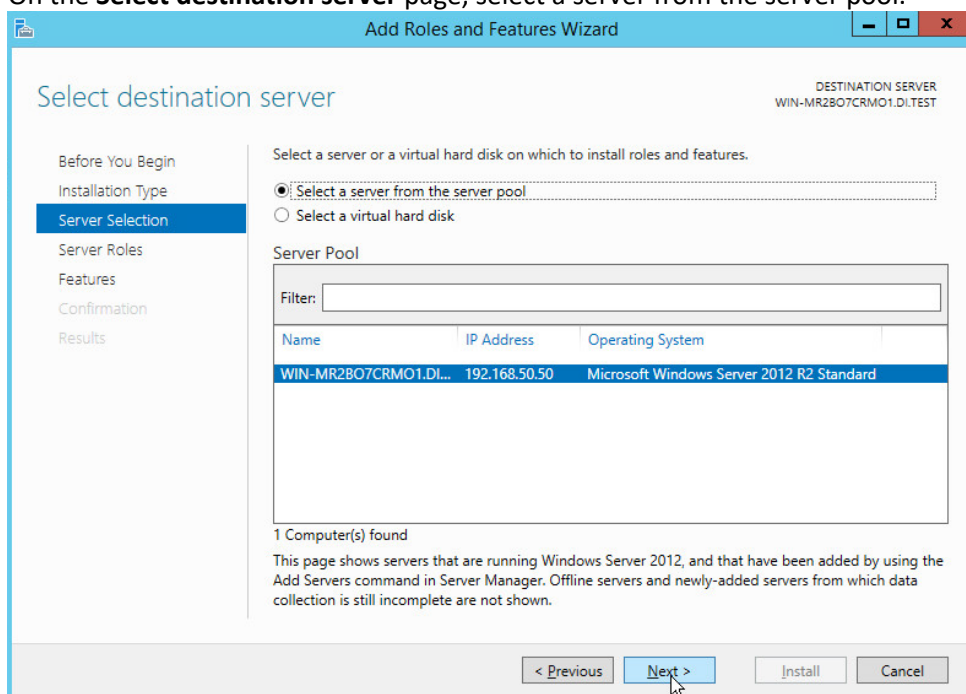 On the Select destination server page, select a server from the server pool.
Add Roles and Features Wizard
x
Select destination server
DESTINATION SERVER
WIN-MR2BO7CRMO1.DI.TEST
Before You Begin
Installation Type
Server Selection
Server Roles
Features
Confirmation
Results
Select a server or a virtual hard disk on which to install roles and features.
Select a server from the server pool
Select a virtual hard disk
Server Pool
Filter:
Name IP Address Operating System
WIN-MR2BO7CRMO1.DI... 192.168.50.50 Microsoft Windows Server 2012 R2 Standard
1 Computer(s) found
This page shows servers that are running Windows Server 2012, and that have been added by using the
Add Servers command in Server Manager. Offline servers and newly-added servers from which data
collection is still incomplete are not shown.
< Previous Next > Install Cancel